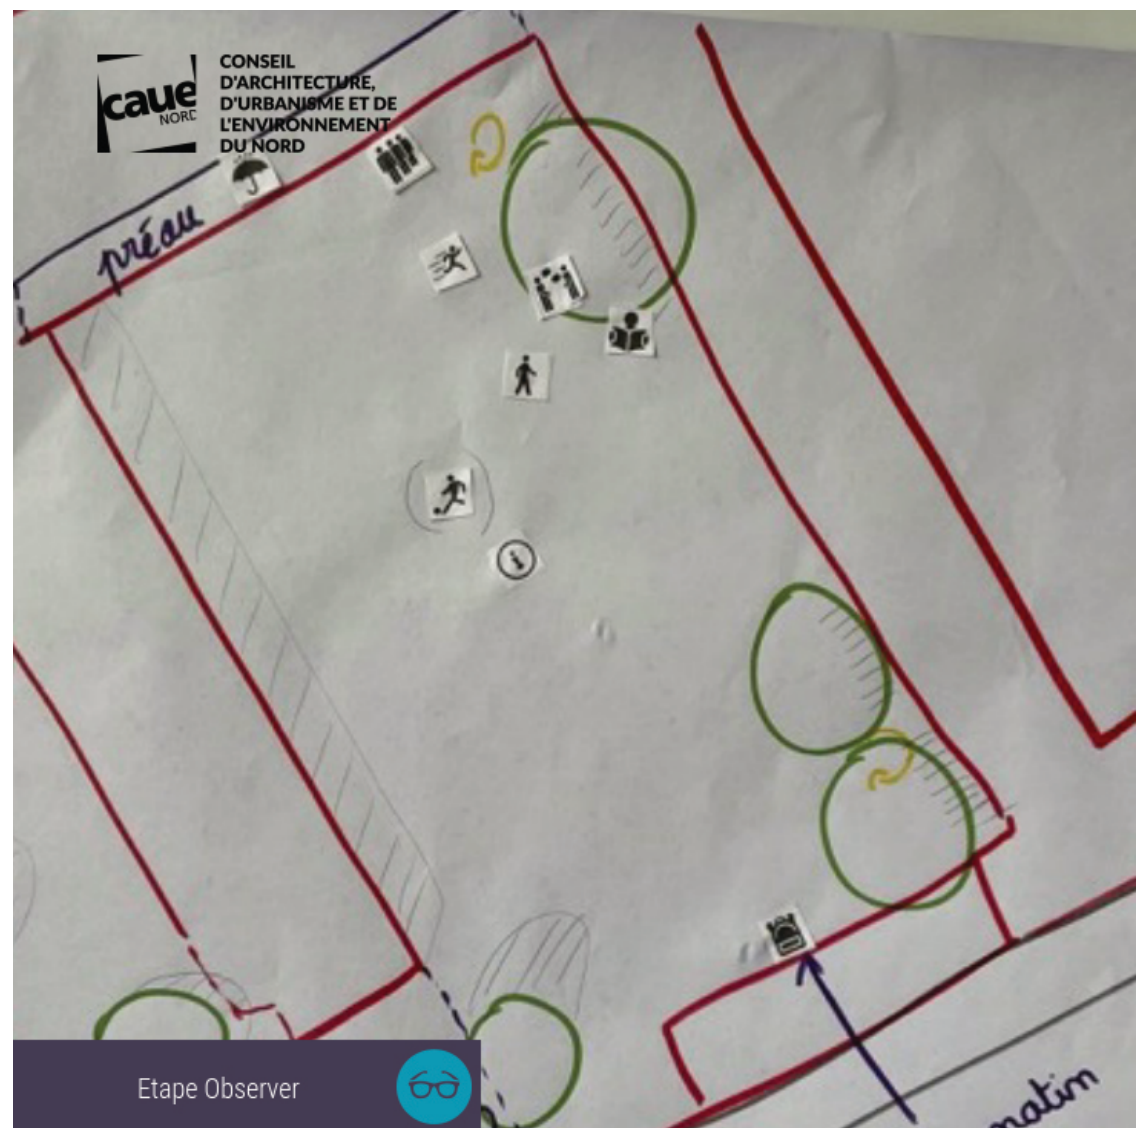 caue
NORD
CONSEIL
D'ARCHITECTURE,
D'URBANISME ET DE
L'ENVIRONNEMENT
DU NORD
préau
i
matin
Etape Observer